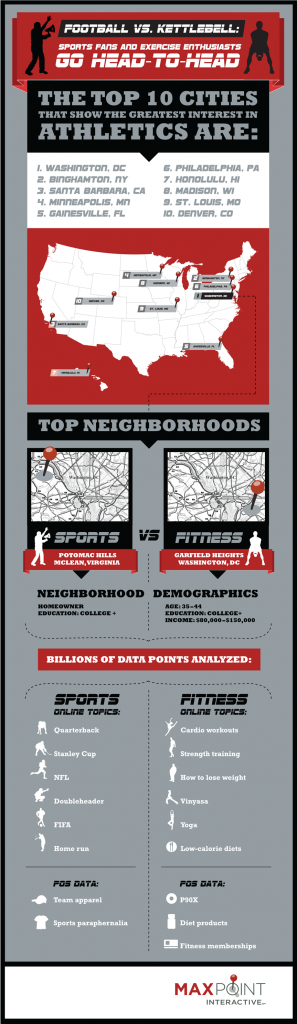 FOOTBALL VS. KETTLEBELL:
SPORTS FANS AND EXERCISE ENTHUSIASTS
GO HEAD-TO-HEAD
THE TOP 10 CITIES
THAT SHOW THE GREATEST INTEREST IN
ATHLETICS ARE:
1. WASHINGTON, DC
2. BINGHAMTON, NY
3. SANTA BARBARA, CA
4. MINNEAPOLIS, MN
5. GAINESVILLE, FL
6. PHILADELPHIA, PA
7. HONOLULU, HI
8. MADISON, WI
9. ST. LOUIS, MO
10. DENVER, CO
TOP NEIGHBORHOODS
SPORTS
VS
FITNESS
POTOMAC HILLS
MCLEAN, VIRGINIA
GARFIELD HEIGHTS
WASHINGTON, DC
NEIGHBORHOOD DEMOGRAPHICS
HOMEOWNER
EDUCATION: COLLEGE +
AGE: 35-44
EDUCATION: COLLEGE+
INCOME: $80,000-$150,000
BILLIONS OF DATA POINTS ANALYZED:
SPORTS
ONLINE TOPICS:
Quarterback
Stanley Cup
NFL
Doubleheader
FIFA
Home run
POS DATA:
Team apparel
Sports paraphernalia
FITNESS
ONLINE TOPICS:
Cardio workouts
Strength training
How to lose weight
Vinyasa
Yoga
Low-calorie diets
POS DATA:
P90X
Diet products
Fitness memberships
MAXPOINT
INTERACTIVE